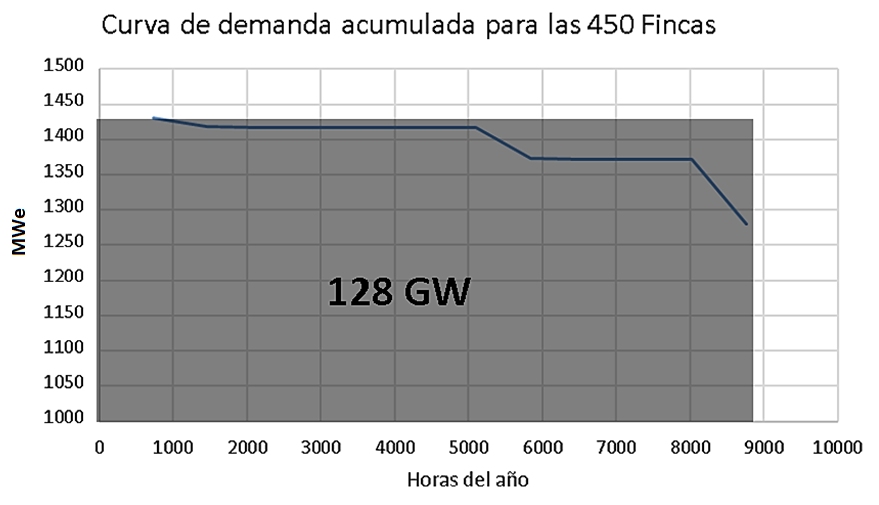 Curva de demanda acumulada para las 450 Fincas
1500
1450
1400
1350
1300
1250
1200
1150
1100
1050
1000
MWe
128 GW
0 1000 2000 3000 4000 5000 6000 7000 8000 9000 10000
Horas del año